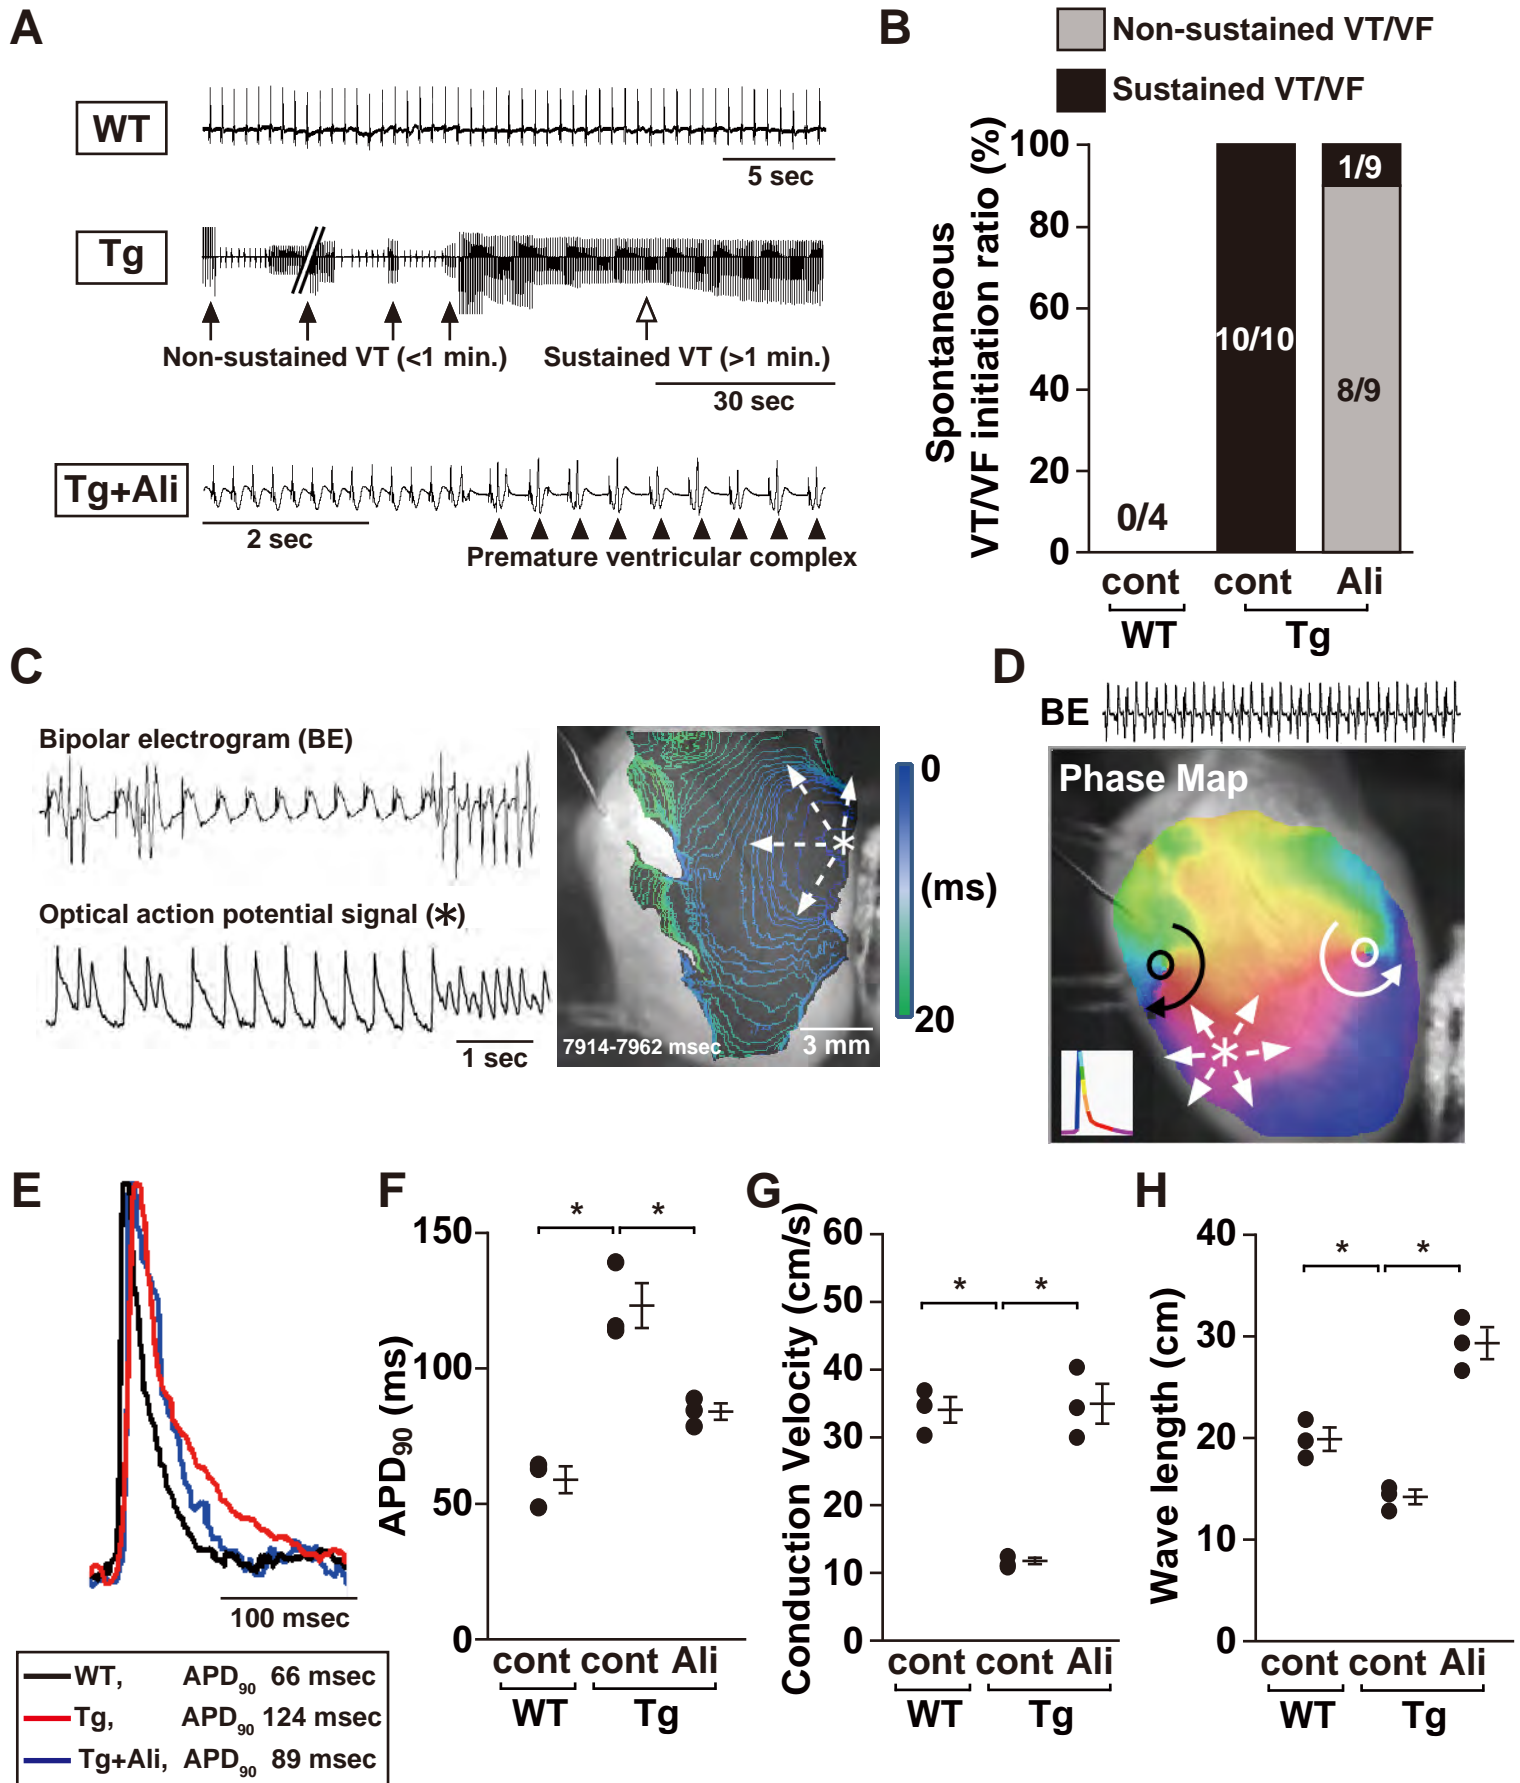 A
WT
5 sec
Tg
Non-sustained VT (<1 min.)
Sustained VT (>1 min.)
30 sec
Tg+Ali
2 sec
Premature ventricular complex
B
Non-sustained VT/VF
Sustained VT/VF
Spontaneous
VT/VF initiation ratio (%)
100
80
60
40
20
0
0/4
10/10
1/9
8/9
cont
cont
Ali
WT
Tg
C
Bipolar electrogram (BE)
Optical action potential signal (*)
1 sec
*
7914-7962 msec
3 mm
0
(ms)
20
D
BE
Phase Map
*
E
100 msec
WT, APD90 66 msec
Tg, APD90 124 msec
Tg+Ali, APD90 89 msec
F
APD90 (ms)
150
100
50
0
*
*
cont
cont
Ali
WT
Tg
G
Conduction Velocity (cm/s)
60
50
40
30
20
10
0
*
*
cont
cont
Ali
WT
Tg
H
Wave length (cm)
40
30
20
10
0
*
*
cont
cont
Ali
WT
Tg